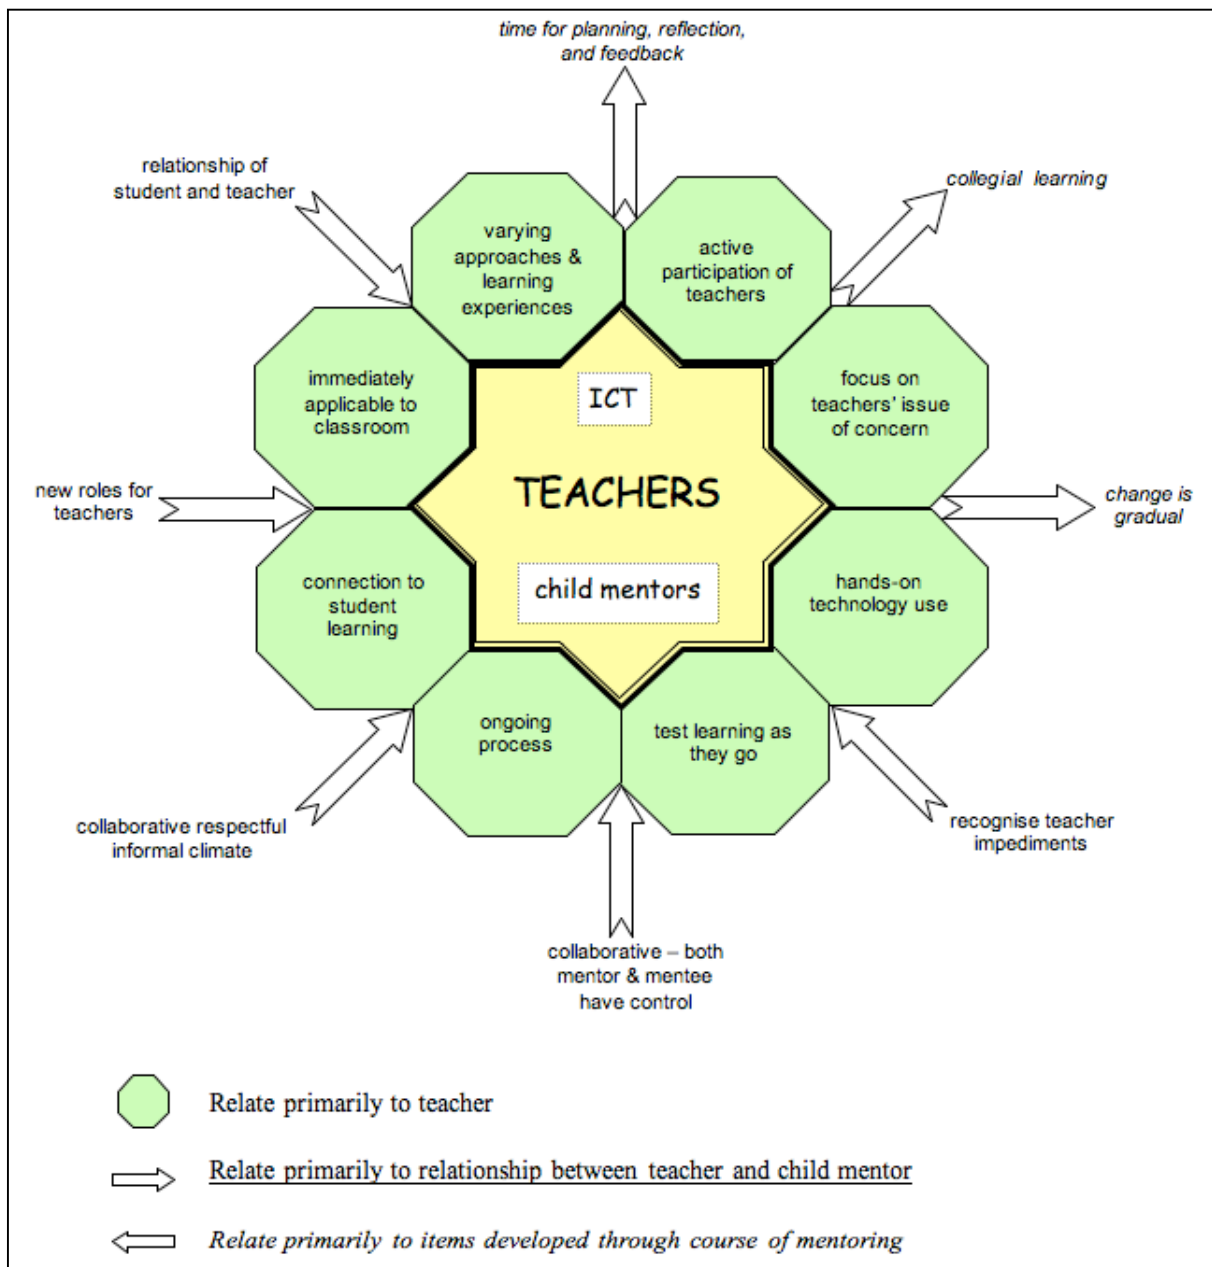 time for planning, reflection,
and feedback
relationship of
student and teacher
collegial learning
varying
approaches &
learning
experiences
active
participation of
teachers
immediately
applicable to
classroom
ICT
focus on
teachers' issue
of concern
new roles for
teachers
TEACHERS
change is
gradual
connection to
student
learning
child mentors
hands-on
technology use
ongoing
process
test learning as
they go
collaborative respectful
informal climate
recognise teacher
impediments
collaborative – both
mentor & mentee
have control
Relate primarily to teacher
Relate primarily to relationship between teacher and child mentor
Relate primarily to items developed through course of mentoring